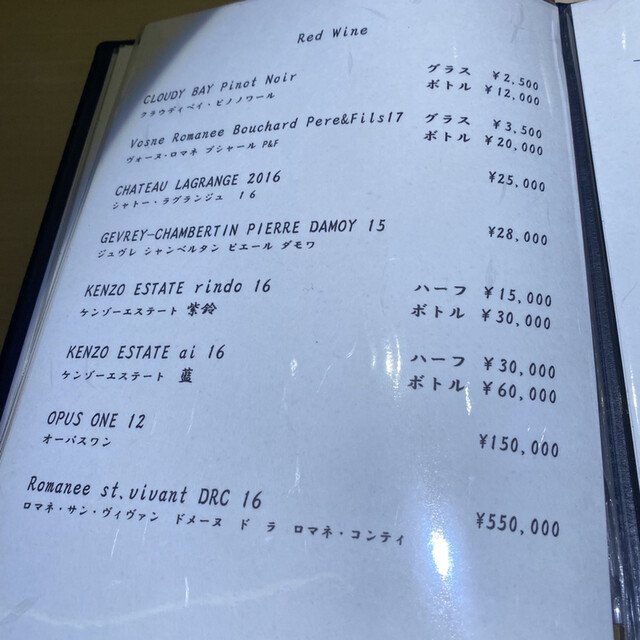 Red Wine
CLOUDY BAY Pinot Noir グラス ¥2,500
クラウディベイ・ピノノワール ボトル ¥12,000
Vosne Romanee Bouchard Pere&Fils17 グラス ¥3,500
ヴォーヌ・ロマネ ブシャール P&F ボトル ¥20,000
CHATEAU LAGRANGE 2016 ¥25,000
シャトー・ラグランジュ 16
GEVREY-CHAMBERTIN PIERRE DAMOY 15 ¥28,000
ジュヴレ シャンベルタン ピエール ダモワ
KENZO ESTATE rindo 16 ハーフ ¥15,000
ケンゾーエステート 紫鈴 ボトル ¥30,000
KENZO ESTATE ai 16 ハーフ ¥30,000
ケンゾーエステート 藍 ボトル ¥60,000
OPUS ONE 12 ¥150,000
オーパスワン
Romanee st.vivant DRC 16 ¥550,000
ロマネ・サン・ヴィヴァン ドメーヌ ド ラ ロマネ・コンティ